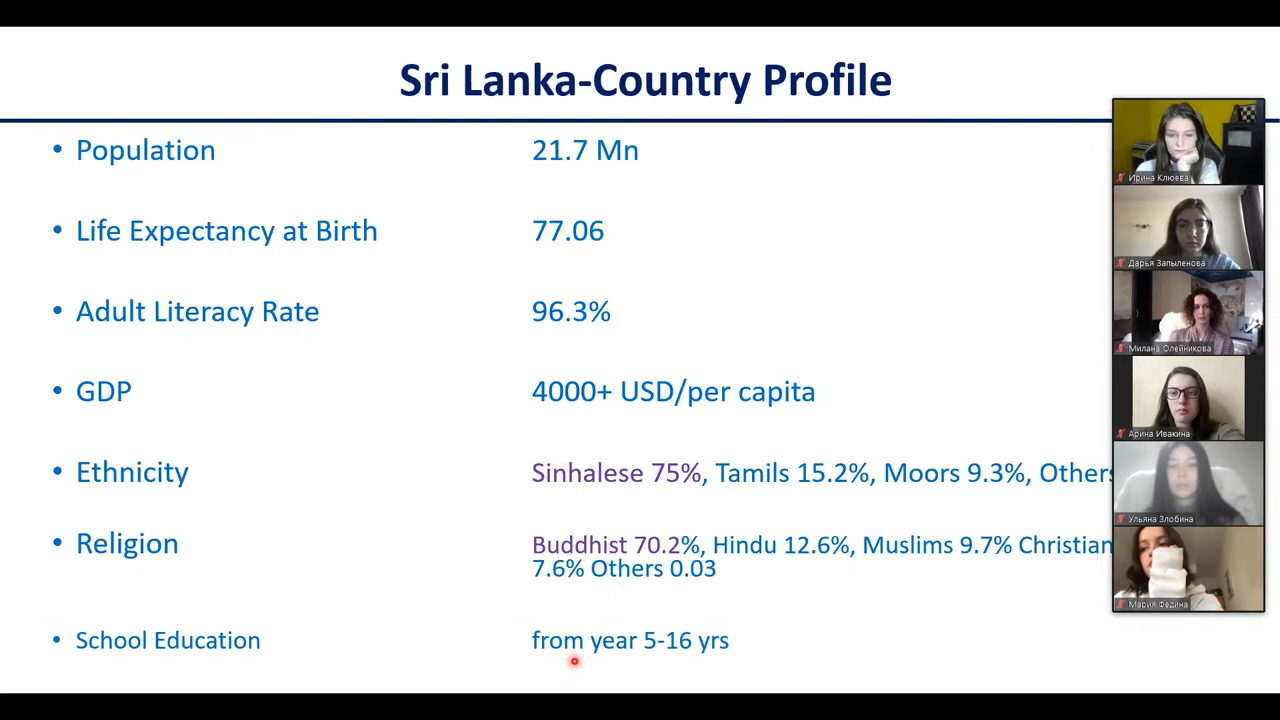 Sri Lanka-Country Profile
• Population 21.7 Mn
• Life Expectancy at Birth 77.06
• Adult Literacy Rate 96.3%
• GDP 4000+ USD/per capita
• Ethnicity Sinhalese 75%, Tamils 15.2%, Moors 9.3%, Others
• Religion Buddhist 70.2%, Hindu 12.6%, Muslims 9.7% Christian
7.6% Others 0.03
• School Education from year 5-16 yrs
Ирина Клюева
Дарья Запыленова
Милана Олейникова
Арина Ивакина
Ульяна Злобина
Мария Федина